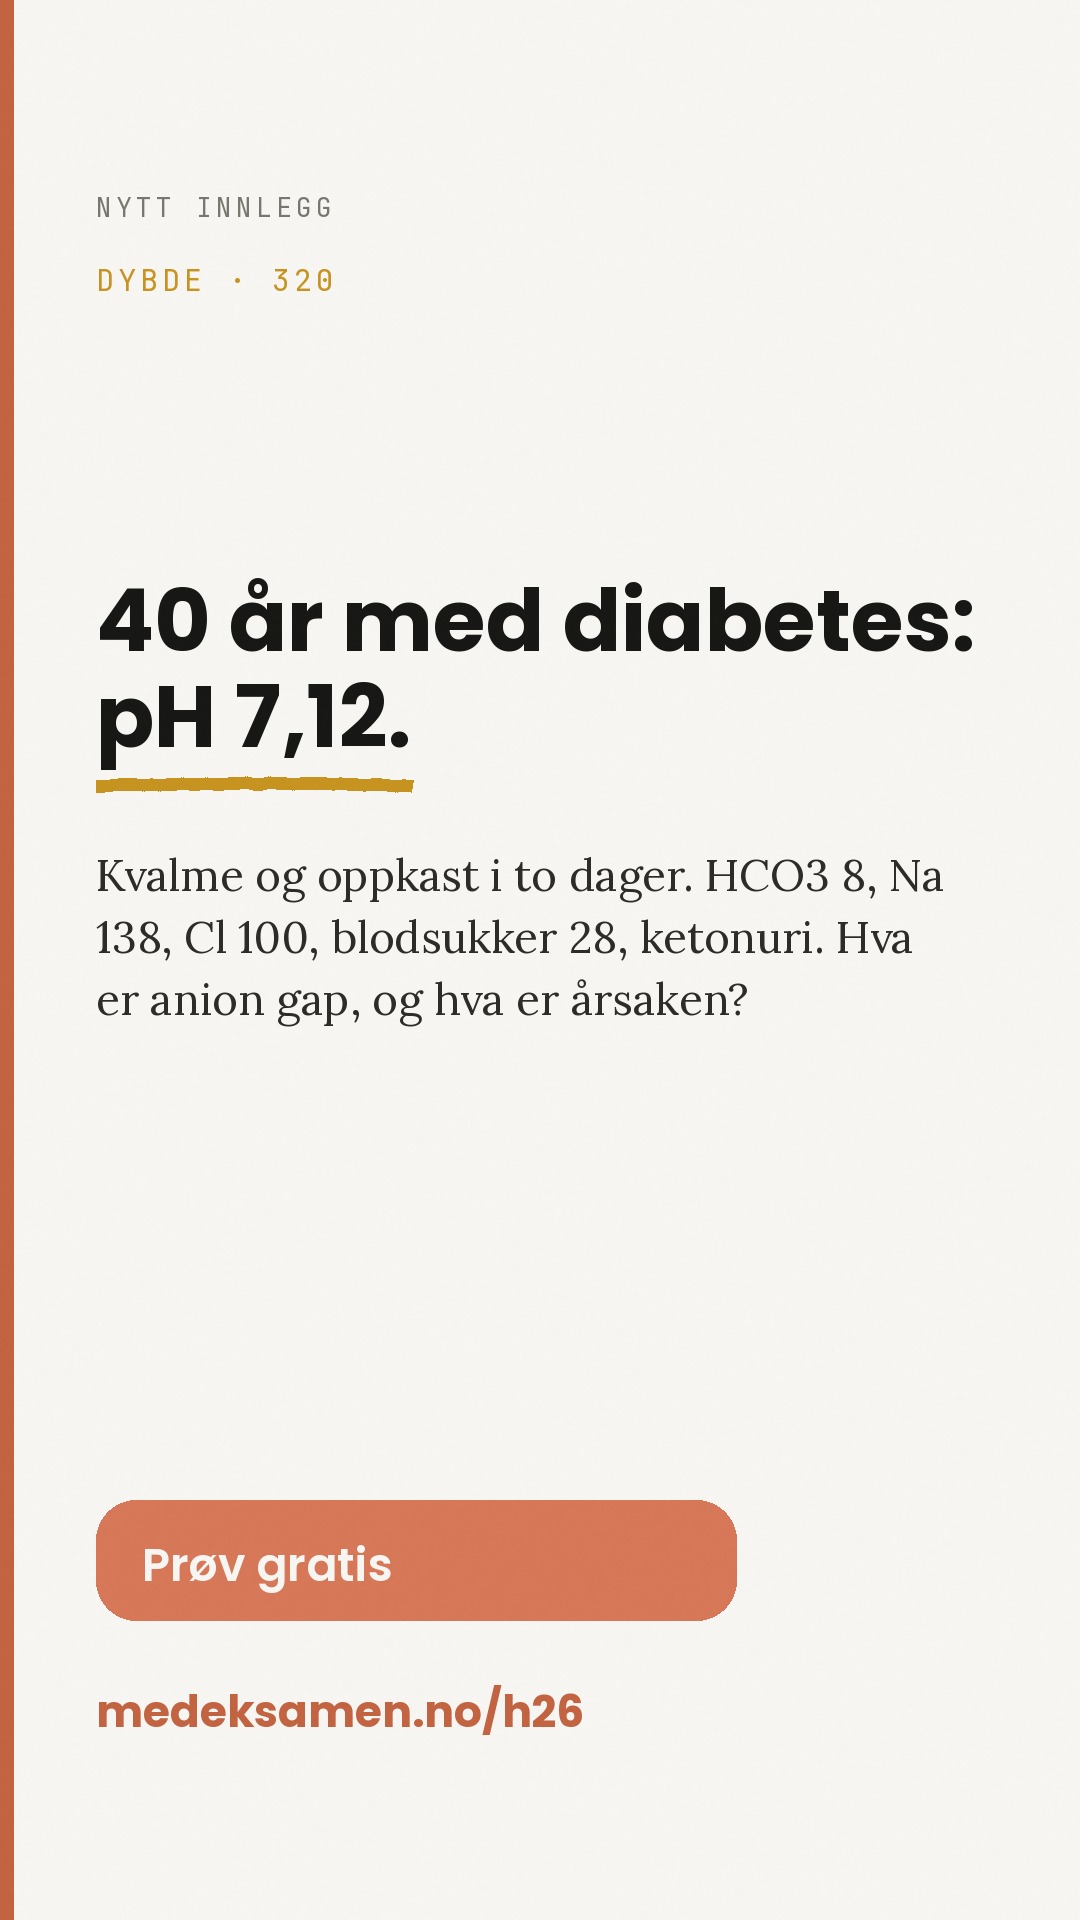 NYTT INNLEGG
DYBDE · 320
40 år med diabetes:
pH 7,12.
Kvalme og oppkast i to dager. HCO3 8, Na
138, Cl 100, blodsukker 28, ketonuri. Hva
er anion gap, og hva er årsaken?
Prøv gratis
medeksamen.no/h26